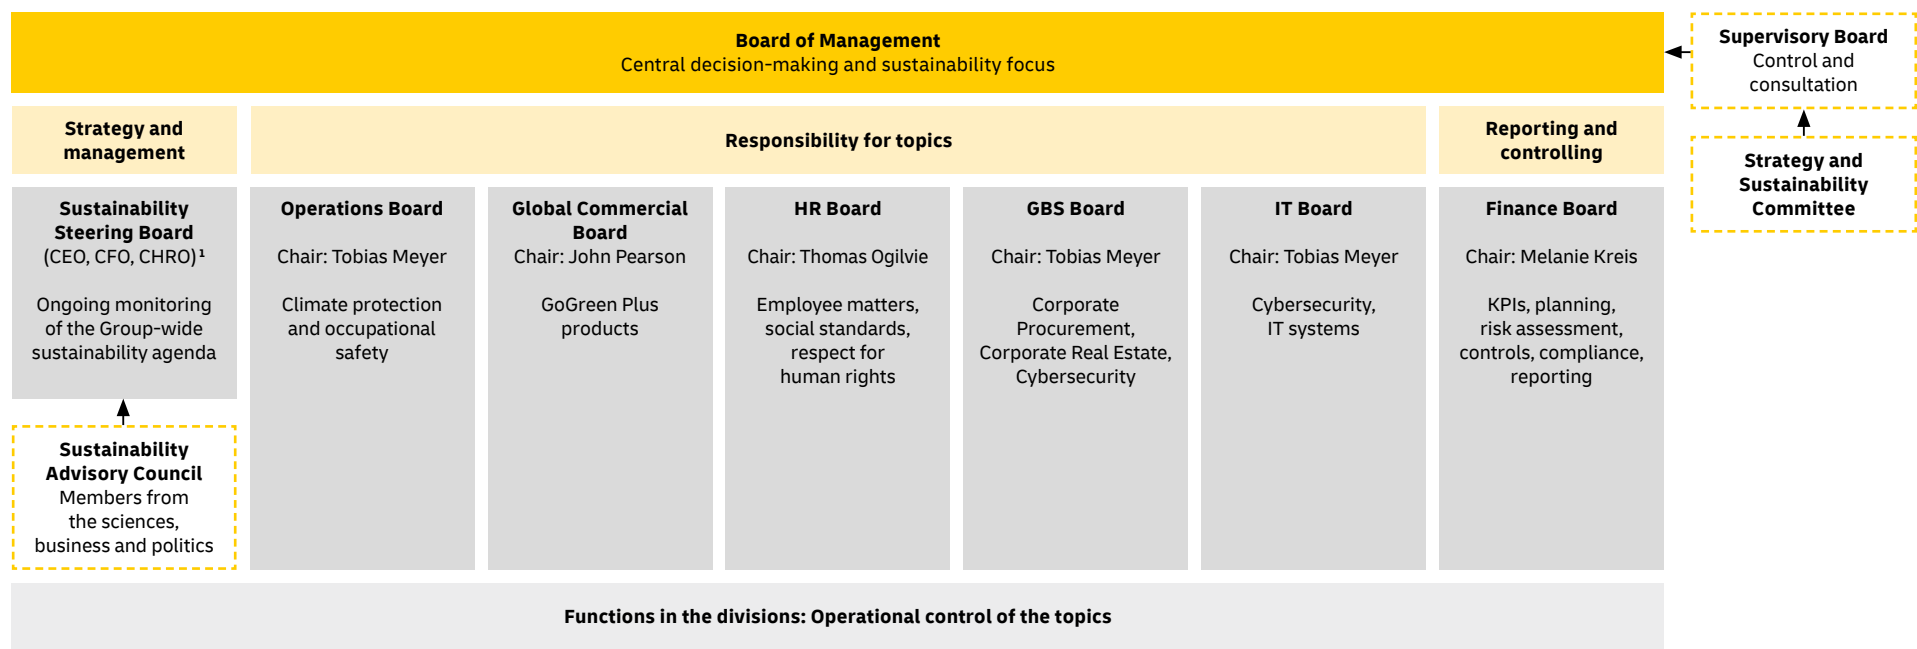 Board of Management
Central decision-making and sustainability focus
Supervisory Board
Control and
consultation
Strategy and
management
Responsibility for topics
Reporting and
controlling
Strategy and
Sustainability
Committee
Sustainability
Steering Board
(CEO, CFO, CHRO)¹
Ongoing monitoring
of the Group-wide
sustainability agenda
Operations Board
Chair: Tobias Meyer
Climate protection
and occupational
safety
Global Commercial
Board
Chair: John Pearson
GoGreen Plus
products
HR Board
Chair: Thomas Ogilvie
Employee matters,
social standards,
respect for
human rights
GBS Board
Chair: Tobias Meyer
Corporate
Procurement,
Corporate Real Estate,
Cybersecurity
IT Board
Chair: Tobias Meyer
Cybersecurity,
IT systems
Finance Board
Chair: Melanie Kreis
KPIs, planning,
risk assessment,
controls, compliance,
reporting
Sustainability
Advisory Council
Members from
the sciences,
business and politics
Functions in the divisions: Operational control of the topics